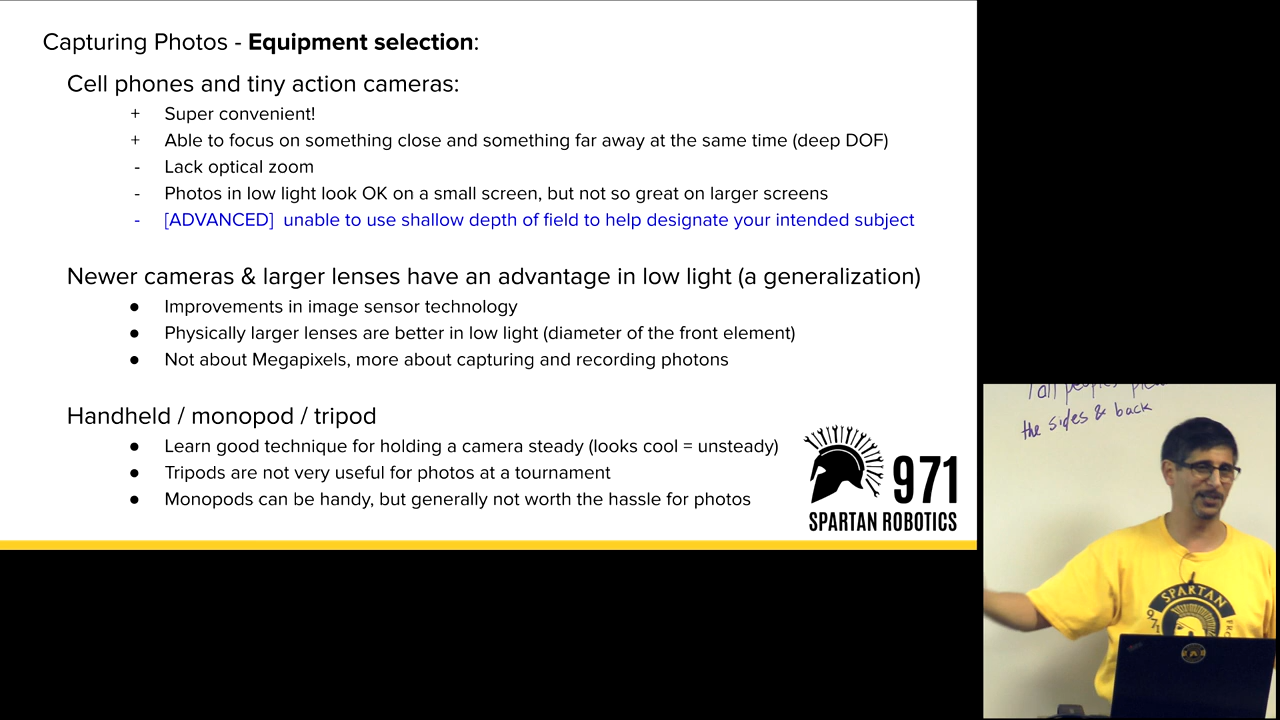 Capturing Photos - Equipment selection:
Cell phones and tiny action cameras:
+ Super convenient!
+ Able to focus on something close and something far away at the same time (deep DOF)
- Lack optical zoom
- Photos in low light look OK on a small screen, but not so great on larger screens
- [ADVANCED] unable to use shallow depth of field to help designate your intended subject
Newer cameras & larger lenses have an advantage in low light (a generalization)
● Improvements in image sensor technology
● Physically larger lenses are better in low light (diameter of the front element)
● Not about Megapixels, more about capturing and recording photons
Handheld / monopod / tripod
● Learn good technique for holding a camera steady (looks cool = unsteady)
● Tripods are not very useful for photos at a tournament
● Monopods can be handy, but generally not worth the hassle for photos
971
SPARTAN ROBOTICS
the sides & back
SPARTAN
971